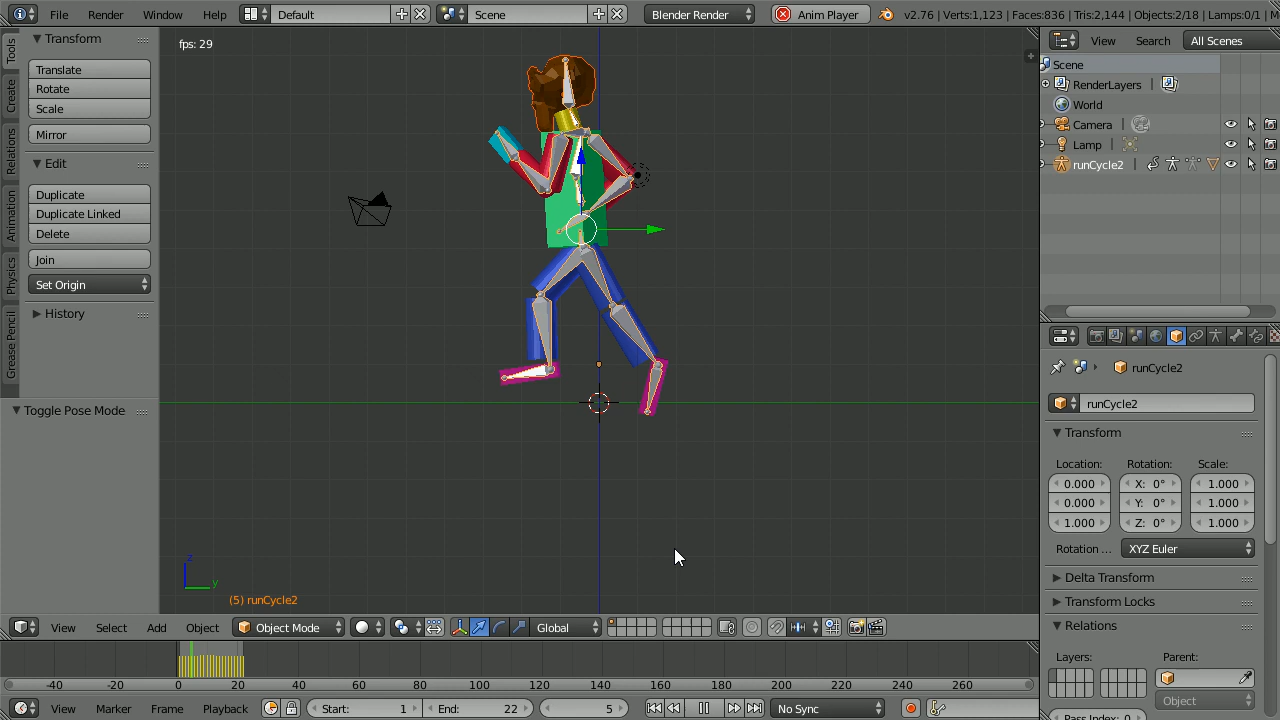 File Render Window Help Default Scene Blender Render Anim Player v2.76 | Verts:1,123 | Faces:836 | Tris:2,144 | Objects:2/18 | Lamps:0/1 |
Tools
Create
Relations
Animation
Physics
Grease Pencil
Transform
Translate
Rotate
Scale
Mirror
Edit
Duplicate
Duplicate Linked
Delete
Join
Set Origin
History
Toggle Pose Mode
fps: 29
z
y
(5) runCycle2
View Select Add Object Object Mode Global
-40 -20 0 20 40 60 80 100 120 140 160 180 200 220 240 260
View Marker Frame Playback Start: 1 End: 22 5 No Sync
View Search All Scenes
Scene
RenderLayers |
World
Camera |
Lamp |
runCycle2 |
runCycle2
runCycle2
Transform
Location: Rotation: Scale:
0.000 X: 0° 1.000
0.000 Y: 0° 1.000
1.000 Z: 0° 1.000
Rotation ... XYZ Euler
Delta Transform
Transform Locks
Relations
Layers: Parent:
Object
Pass Index: 0